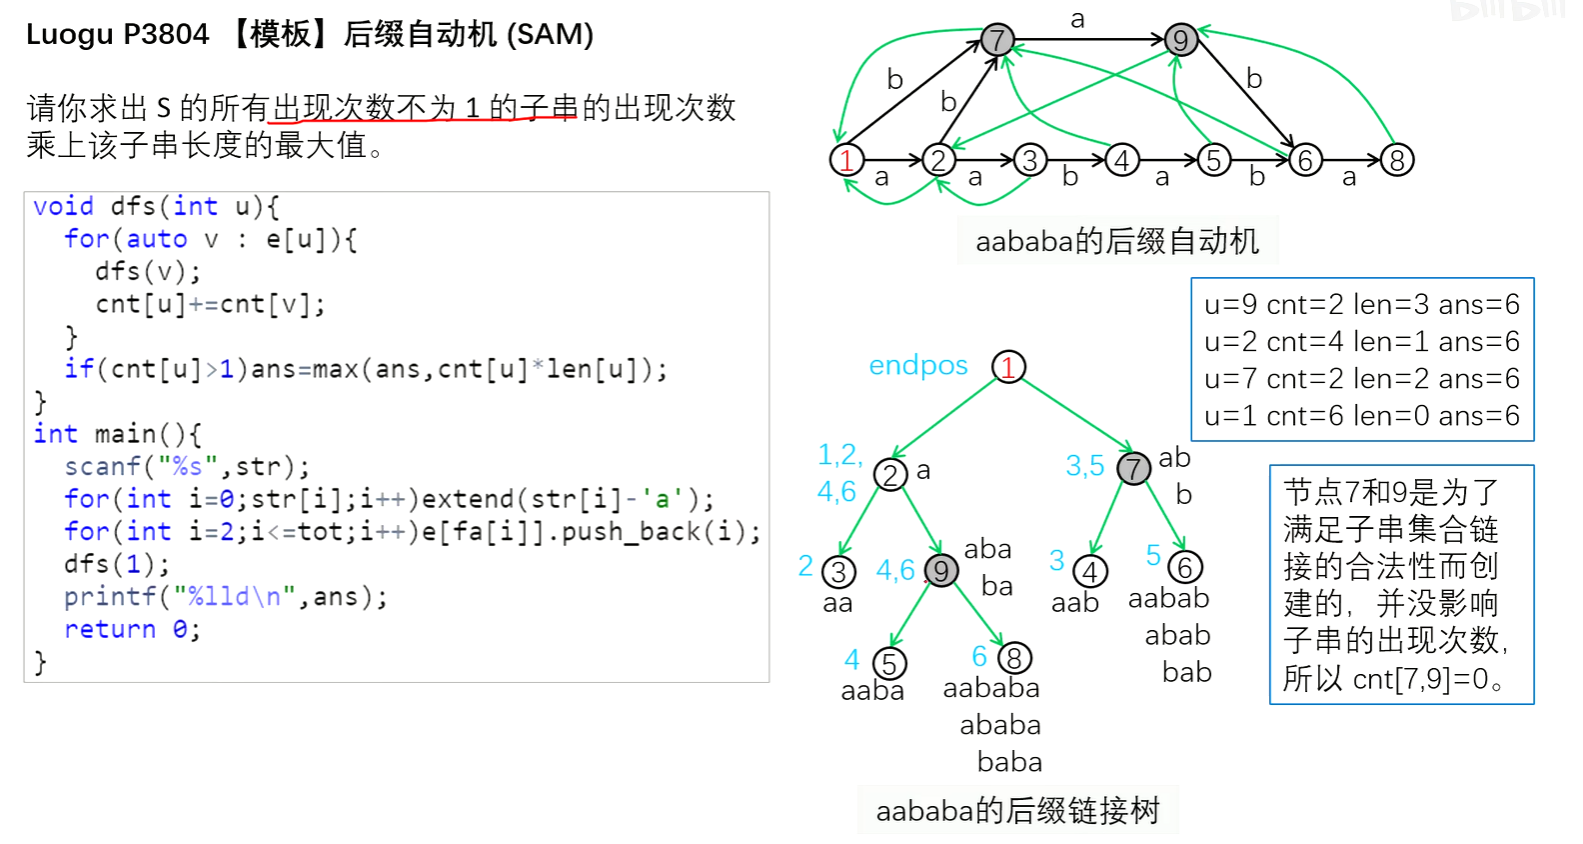 Luogu P3804 【模板】后缀自动机 (SAM)
请你求出 S 的所有出现次数不为 1 的子串的出现次数
乘上该子串长度的最大值。
void dfs(int u){
for(auto v : e[u]){
dfs(v);
cnt[u]+=cnt[v];
}
if(cnt[u]>1)ans=max(ans,cnt[u]*len[u]);
}
int main(){
scanf("%s",str);
for(int i=0;str[i];i++)extend(str[i]-'a');
for(int i=2;i<=tot;i++)e[fa[i]].push_back(i);
dfs(1);
printf("%lld\n",ans);
return 0;
}
bilibili
a
7 9
b b b
1 2 3 4 5 6 8
a a b a b a
aababa的后缀自动机
u=9 cnt=2 len=3 ans=6
u=2 cnt=4 len=1 ans=6
u=7 cnt=2 len=2 ans=6
u=1 cnt=6 len=0 ans=6
endpos 1
1,2,
4,6
2 a
3,5 7 ab
b
2 3
aa
4,6 9 aba
ba
3 4
aab
5 6
aabab
abab
bab
4 5
aaba
6 8
aababa
ababa
baba
aababa的后缀链接树
节点7和9是为了
满足子串集合链
接的合法性而创
建的，并没影响
子串的出现次数，
所以 cnt[7,9]=0。